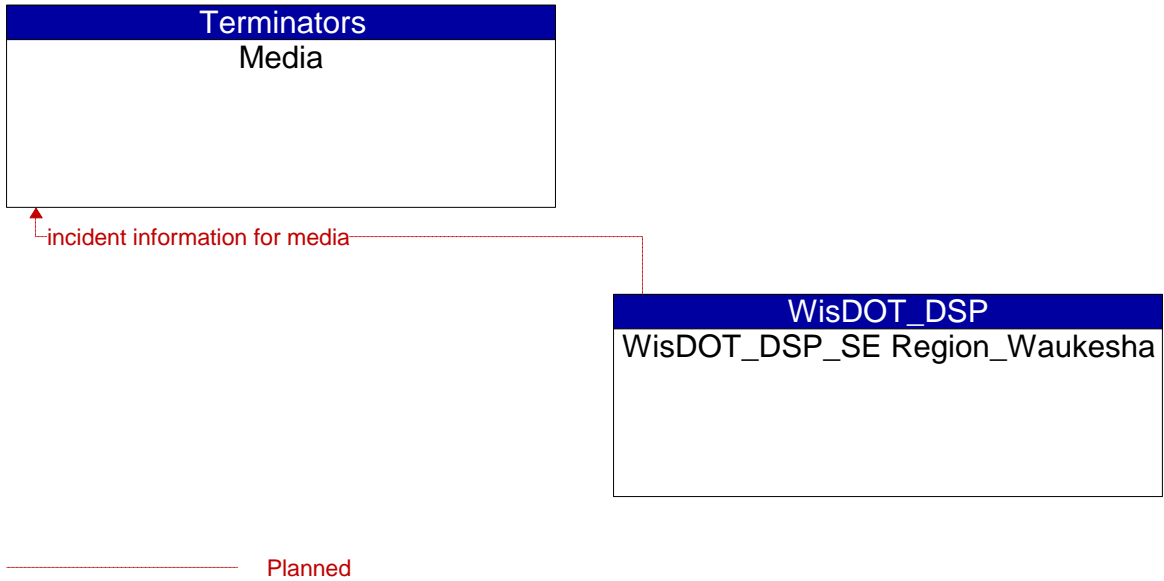 Terminators
Media
incident information for media
WisDOT_DSP
WisDOT_DSP_SE Region_Waukesha
Planned